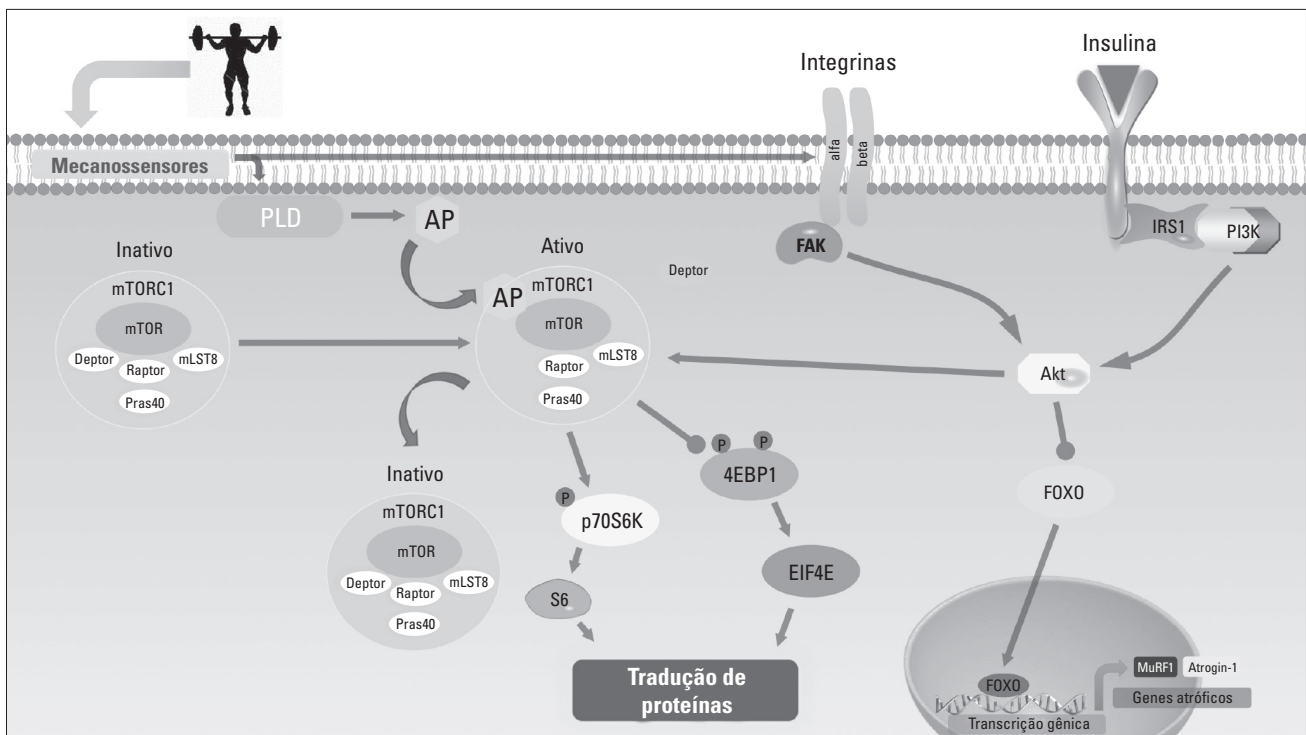 Insulina
Integrinas
alfa
beta
Mecanossensores
PLD
AP
IRS1
PI3K
FAK
Inativo
mTORC1
mTOR
Deptor
Raptor
mLST8
Pras40
Ativo
AP
mTORC1
mTOR
Raptor
mLST8
Pras40
Deptor
Akt
Inativo
mTORC1
mTOR
Deptor
Raptor
mLST8
Pras40
P
p70S6K
S6
P
P
4EBP1
EIF4E
FOXO
Tradução de
proteínas
FOXO
MuRF1
Atrogin-1
Genes atróficos
Transcrição gênica